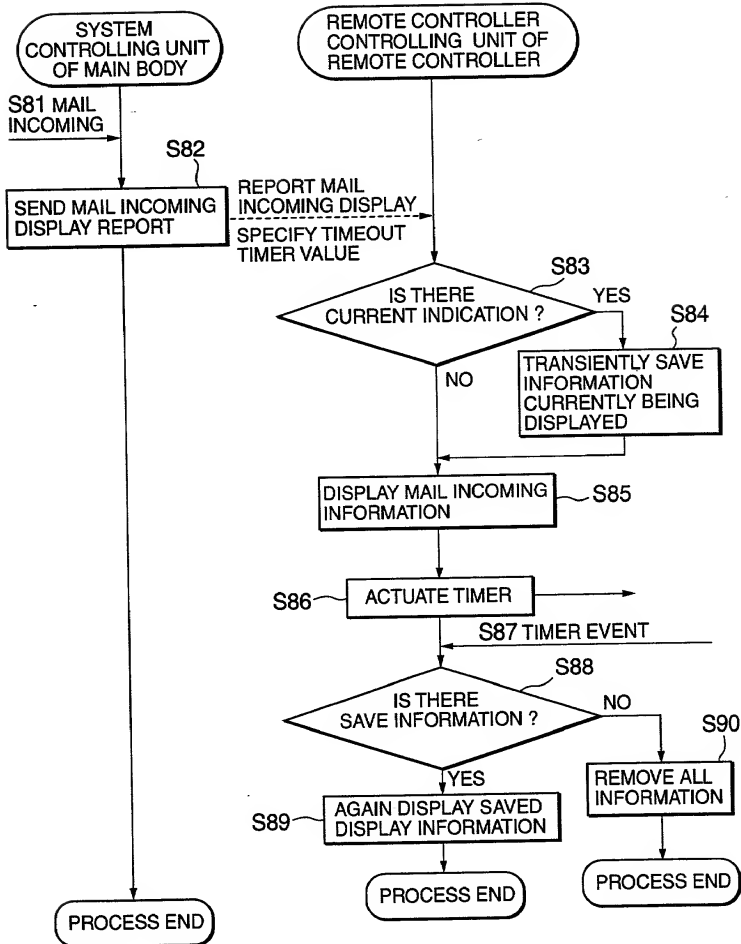 SYSTEM
CONTROLLING UNIT
OF MAIN BODY
REMOTE CONTROLLER
CONTROLLING UNIT OF
REMOTE CONTROLLER
S81 MAIL
INCOMING
S82
SEND MAIL INCOMING
DISPLAY REPORT
REPORT MAIL
INCOMING DISPLAY
SPECIFY TIMEOUT
TIMER VALUE
S83
IS THERE
CURRENT INDICATION ?
YES
S84
TRANSIENTLY SAVE
INFORMATION
CURRENTLY BEING
DISPLAYED
NO
DISPLAY MAIL INCOMING
INFORMATION
S85
S86
ACTUATE TIMER
S87 TIMER EVENT
S88
IS THERE
SAVE INFORMATION ?
NO
S90
REMOVE ALL
INFORMATION
YES
S89
AGAIN DISPLAY SAVED
DISPLAY INFORMATION
PROCESS END
PROCESS END
PROCESS END